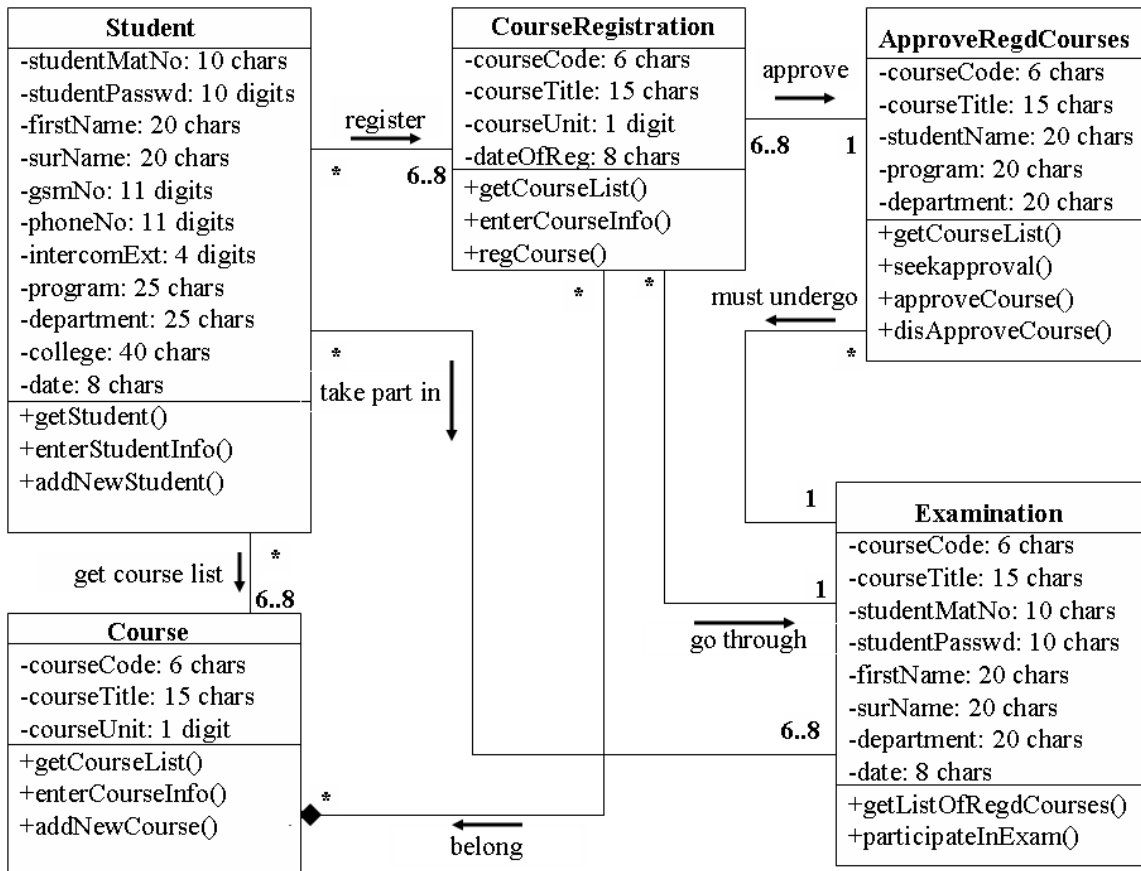 Student
-studentMatNo: 10 chars
-studentPasswd: 10 digits
-firstName: 20 chars
-surName: 20 chars
-gsmNo: 11 digits
-phoneNo: 11 digits
-intercomExt: 4 digits
-program: 25 chars
-department: 25 chars
-college: 40 chars
-date: 8 chars
+getStudent()
+enterStudentInfo()
+addNewStudent()
register
*
6..8
CourseRegistration
-courseCode: 6 chars
-courseTitle: 15 chars
-courseUnit: 1 digit
-dateOfReg: 8 chars
+getCourseList()
+enterCourseInfo()
+regCourse()
approve
6..8
1
ApproveRegdCourses
-courseCode: 6 chars
-courseTitle: 15 chars
-studentName: 20 chars
-program: 20 chars
-department: 20 chars
+getCourseList()
+seekapproval()
+approveCourse()
+disApproveCourse()
*
*
must undergo
*
1
*
take part in
6..8
go through
1
*
get course list
6..8
Course
-courseCode: 6 chars
-courseTitle: 15 chars
-courseUnit: 1 digit
+getCourseList()
+enterCourseInfo()
+addNewCourse()
*
belong
Examination
-courseCode: 6 chars
-courseTitle: 15 chars
-studentMatNo: 10 chars
-studentPasswd: 10 chars
-firstName: 20 chars
-surName: 20 chars
-department: 20 chars
-date: 8 chars
+getListOfRegdCourses()
+participateInExam()